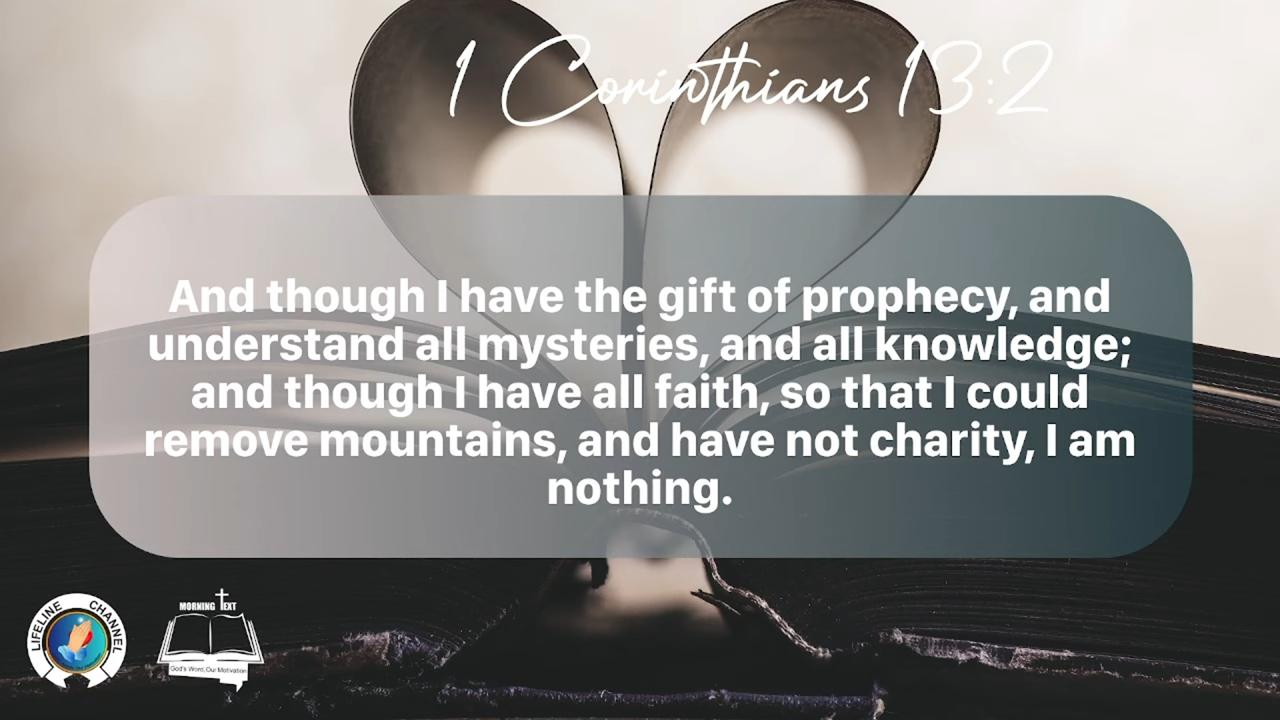 1 Corinthians 13:2
And though I have the gift of prophecy, and
understand all mysteries, and all knowledge;
and though I have all faith, so that I could
remove mountains, and have not charity, I am
nothing.
LIFELINE CHANNEL
MORNING TEXT
God's Word, Our Motivation